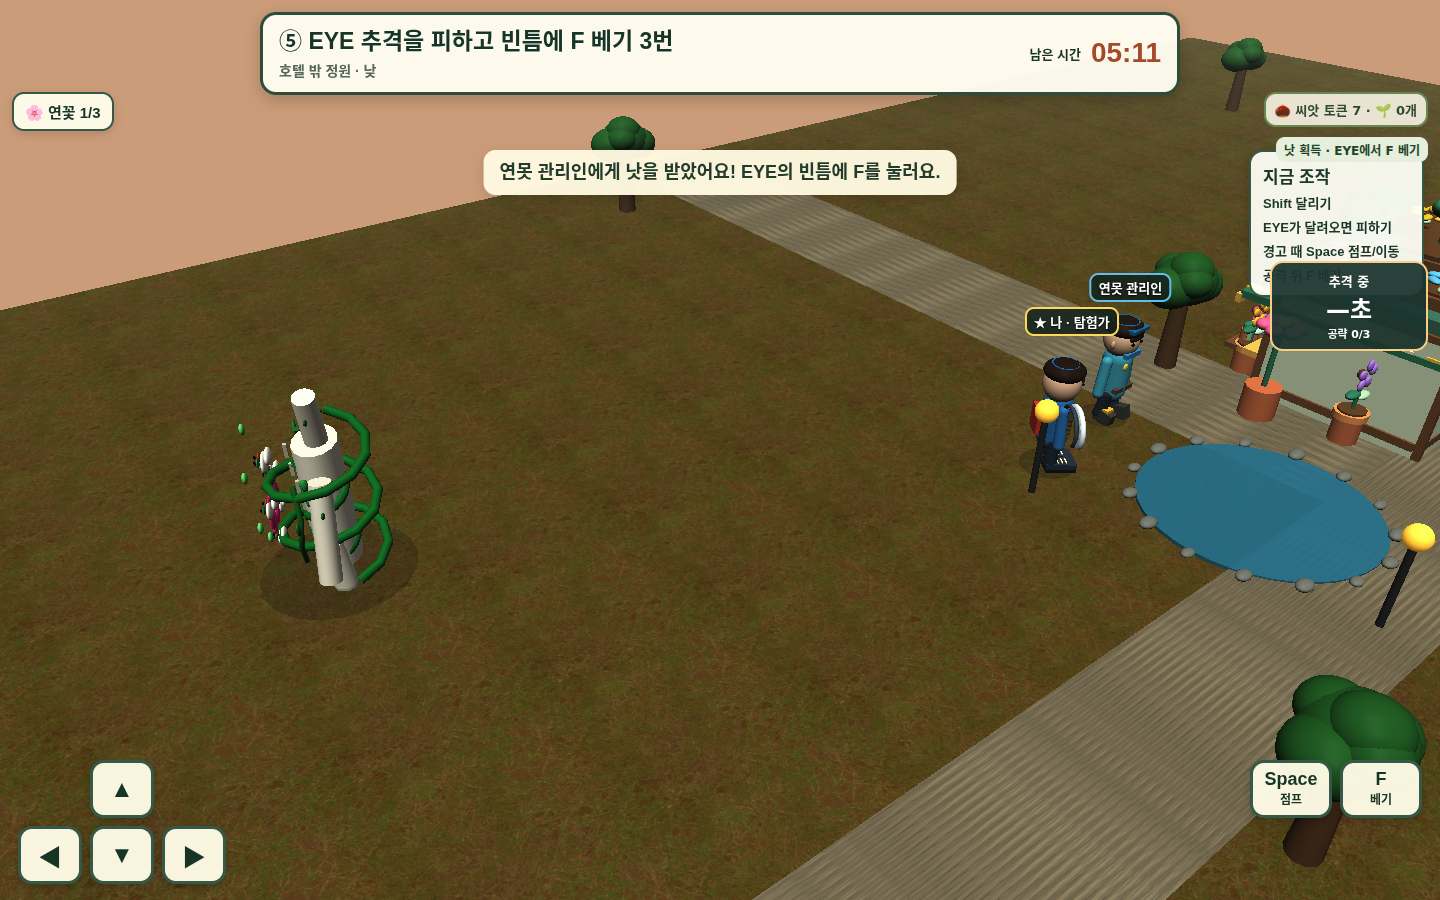 ⑤ EYE 추격을 피하고 빈틈에 F 베기 3번
호텔 밖 정원 · 낮
남은 시간 05:11
🌸 연꽃 1/3
🌰 씨앗 토큰 7 · 🌱 0개
낫 획득 · EYE에서 F 베기
연못 관리인에게 낫을 받았어요! EYE의 빈틈에 F를 눌러요.
지금 조작
Shift 달리기
EYE가 달려오면 피하기
경고 때 Space 점프/이동
추격 중
—초
공략 0/3
연못 관리인
★ 나 · 탐험가
▲
◀ ▼ ▶
Space
점프
F
베기